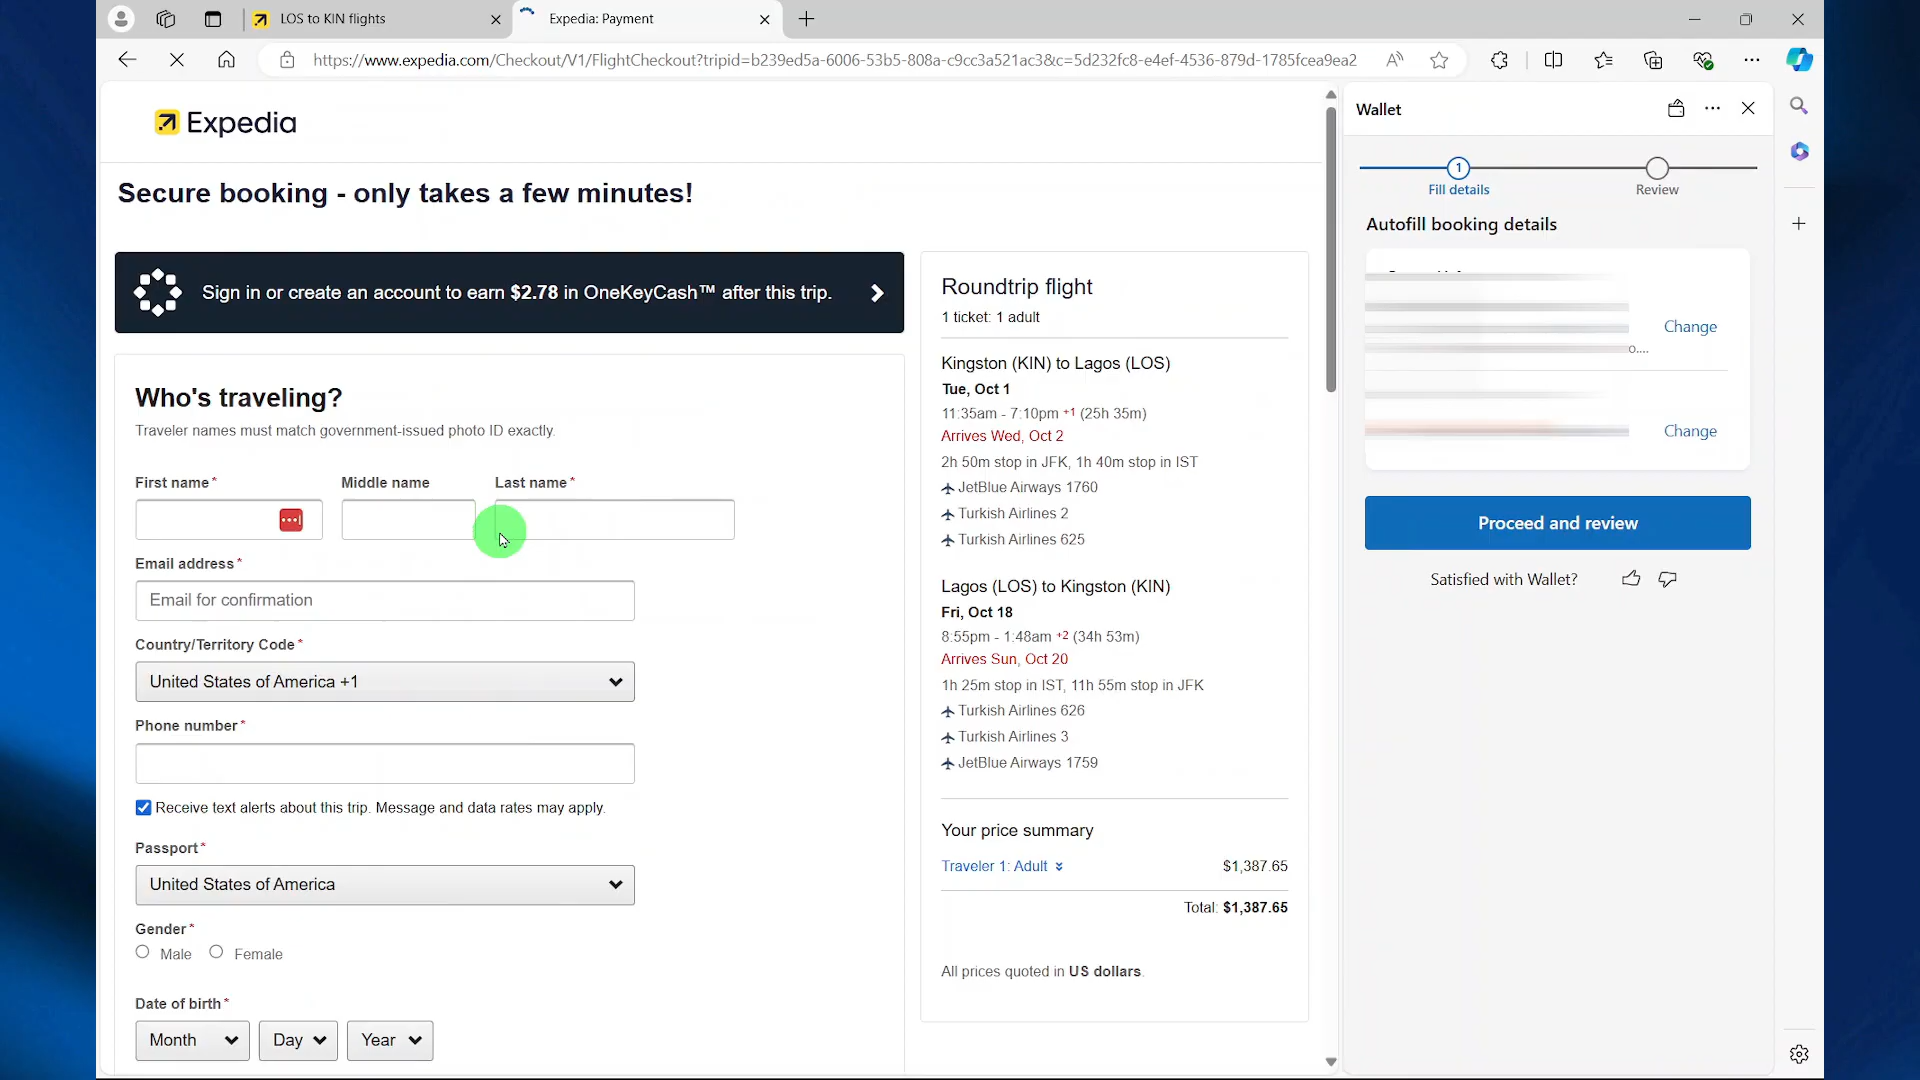 LOS to KIN flights
Expedia: Payment
https://www.expedia.com/Checkout/V1/FlightCheckout?tripid=b239ed5a-6006-53b5-808a-c9cc3a521ac3&c=5d232fc8-e4ef-4536-879d-1785fcea9ea2
Expedia
Secure booking - only takes a few minutes!
Sign in or create an account to earn $2.78 in OneKeyCash™ after this trip.
Who's traveling?
Traveler names must match government-issued photo ID exactly.
First name*
Middle name
Last name*
Email address*
Email for confirmation
Country/Territory Code*
United States of America +1
Phone number*
Receive text alerts about this trip. Message and data rates may apply.
Passport*
United States of America
Gender*
Male
Female
Date of birth*
Month
Day
Year
Roundtrip flight
1 ticket: 1 adult
Kingston (KIN) to Lagos (LOS)
Tue, Oct 1
11:35am - 7:10pm +1 (25h 35m)
Arrives Wed, Oct 2
2h 50m stop in JFK, 1h 40m stop in IST
JetBlue Airways 1760
Turkish Airlines 2
Turkish Airlines 625
Lagos (LOS) to Kingston (KIN)
Fri, Oct 18
8:55pm - 1:48am +2 (34h 53m)
Arrives Sun, Oct 20
1h 25m stop in IST, 11h 55m stop in JFK
Turkish Airlines 626
Turkish Airlines 3
JetBlue Airways 1759
Your price summary
Traveler 1: Adult
$1,387.65
Total: $1,387.65
All prices quoted in US dollars.
Wallet
1
Fill details
Review
Autofill booking details
Change
Change
Proceed and review
Satisfied with Wallet?